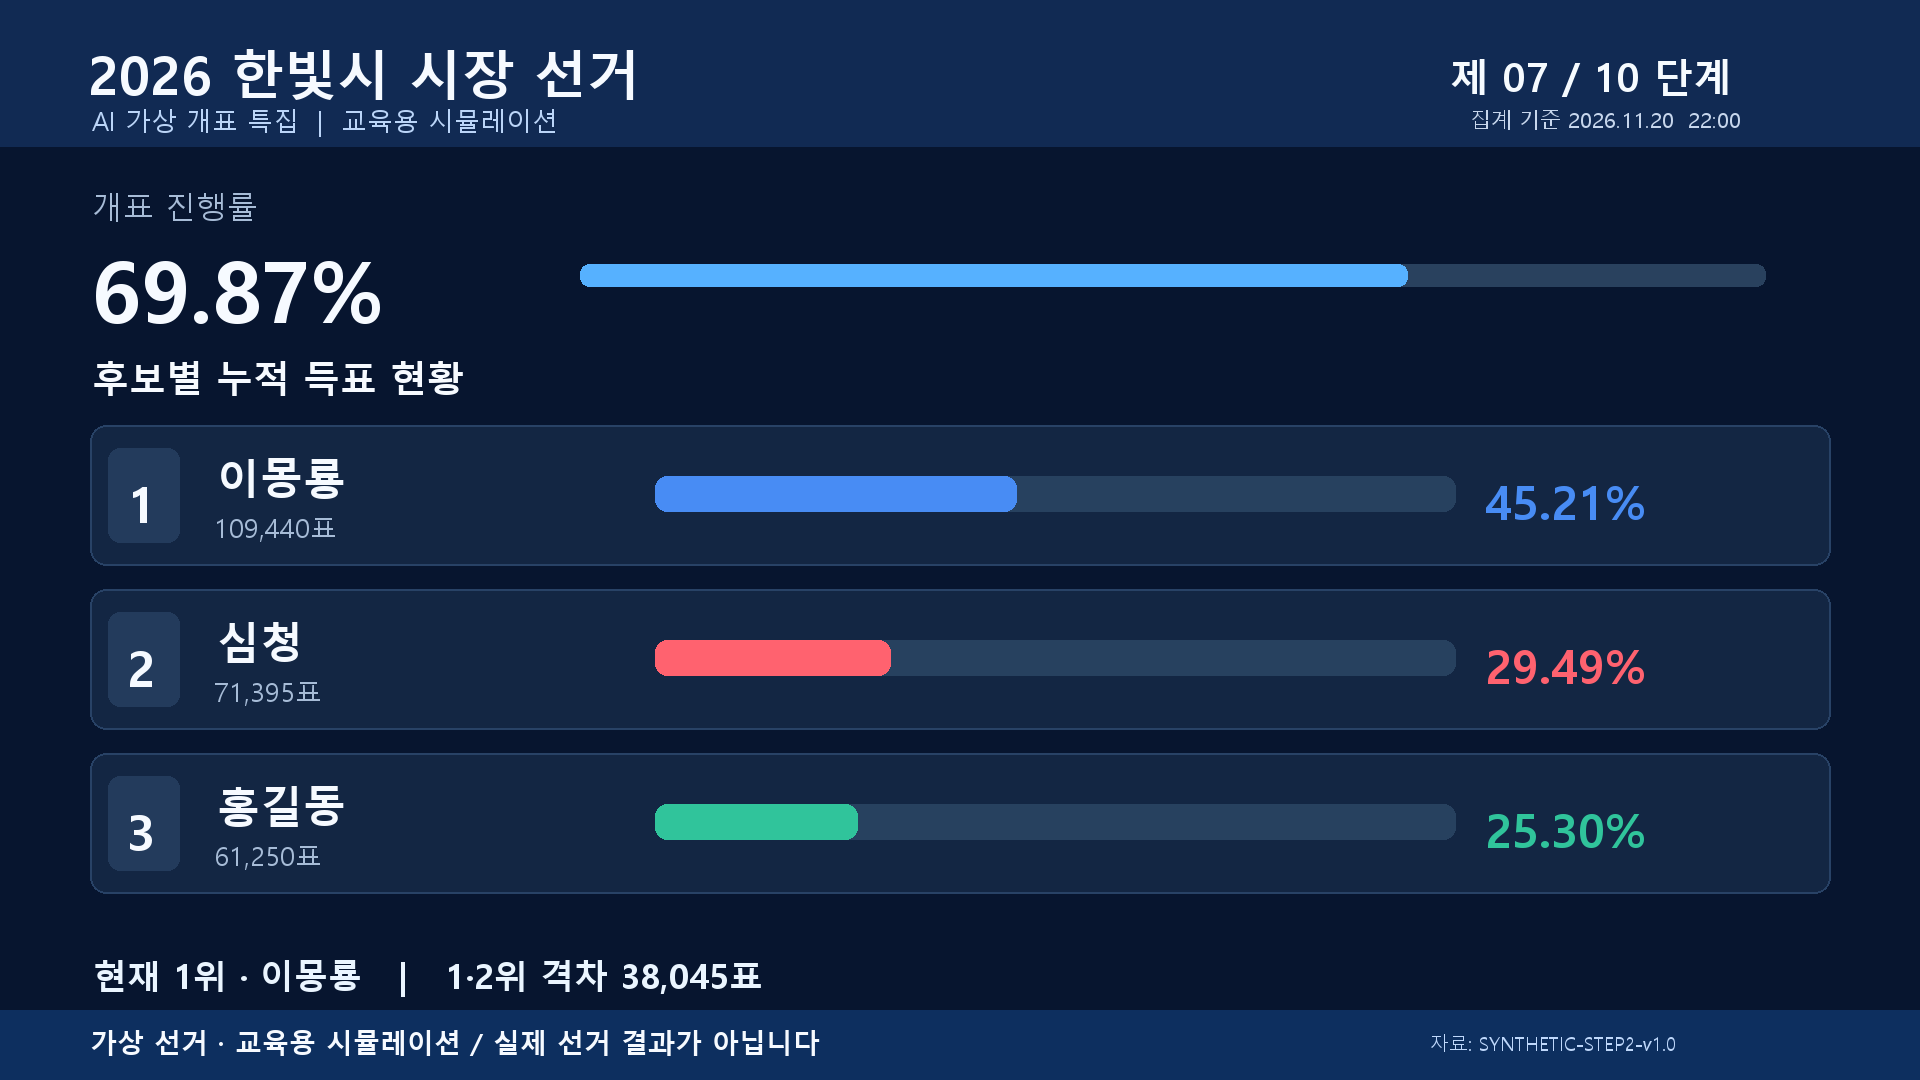 2026 한빛시 시장 선거
제 07 / 10 단계
AI 가상 개표 특집 | 교육용 시뮬레이션
집계 기준 2026.11.20 22:00
개표 진행률
69.87%
후보별 누적 득표 현황
1
이몽룡
109,440표
45.21%
2
심청
71,395표
29.49%
3
홍길동
61,250표
25.30%
현재 1위 · 이몽룡 | 1·2위 격차 38,045표
가상 선거 · 교육용 시뮬레이션 / 실제 선거 결과가 아닙니다
자료: SYNTHETIC-STEP2-v1.0